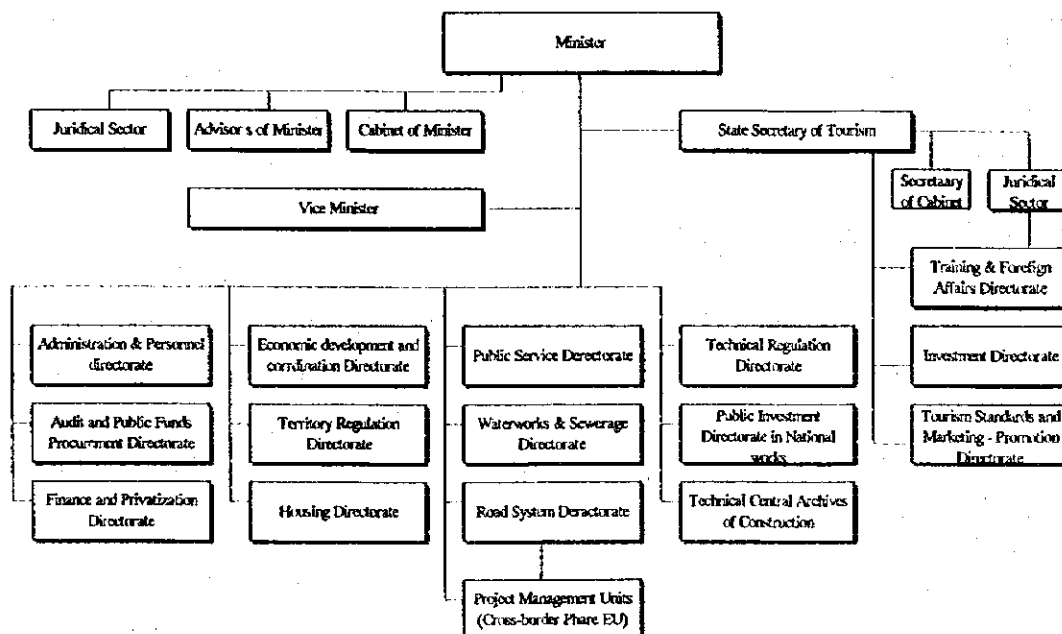 Minister
Juridical Sector
Advisor s of Minister
Cabinet of Minister
State Secretary of Tourism
Secretaary
of Cabinet
Juridical
Sector
Vice Minister
Training & Forefign
Affairs Directorate
Administration & Personnel
directorate
Economic development and
corrdination Directorate
Public Service Derectorate
Technical Regulation
Directorate
Investment Directorate
Audit and Public Funds
Procurment Directorate
Territory Regulation
Directorate
Waterworks & Sewerage
Directorate
Public Investment
Directorate in National
works
Tourism Standards and
Marketing - Promotion
Directorate
Finance and Privatization
Directorate
Housing Directorate
Road System Deractorate
Technical Central Archives
of Construction
Project Management Units
(Cross-border Phare EU)